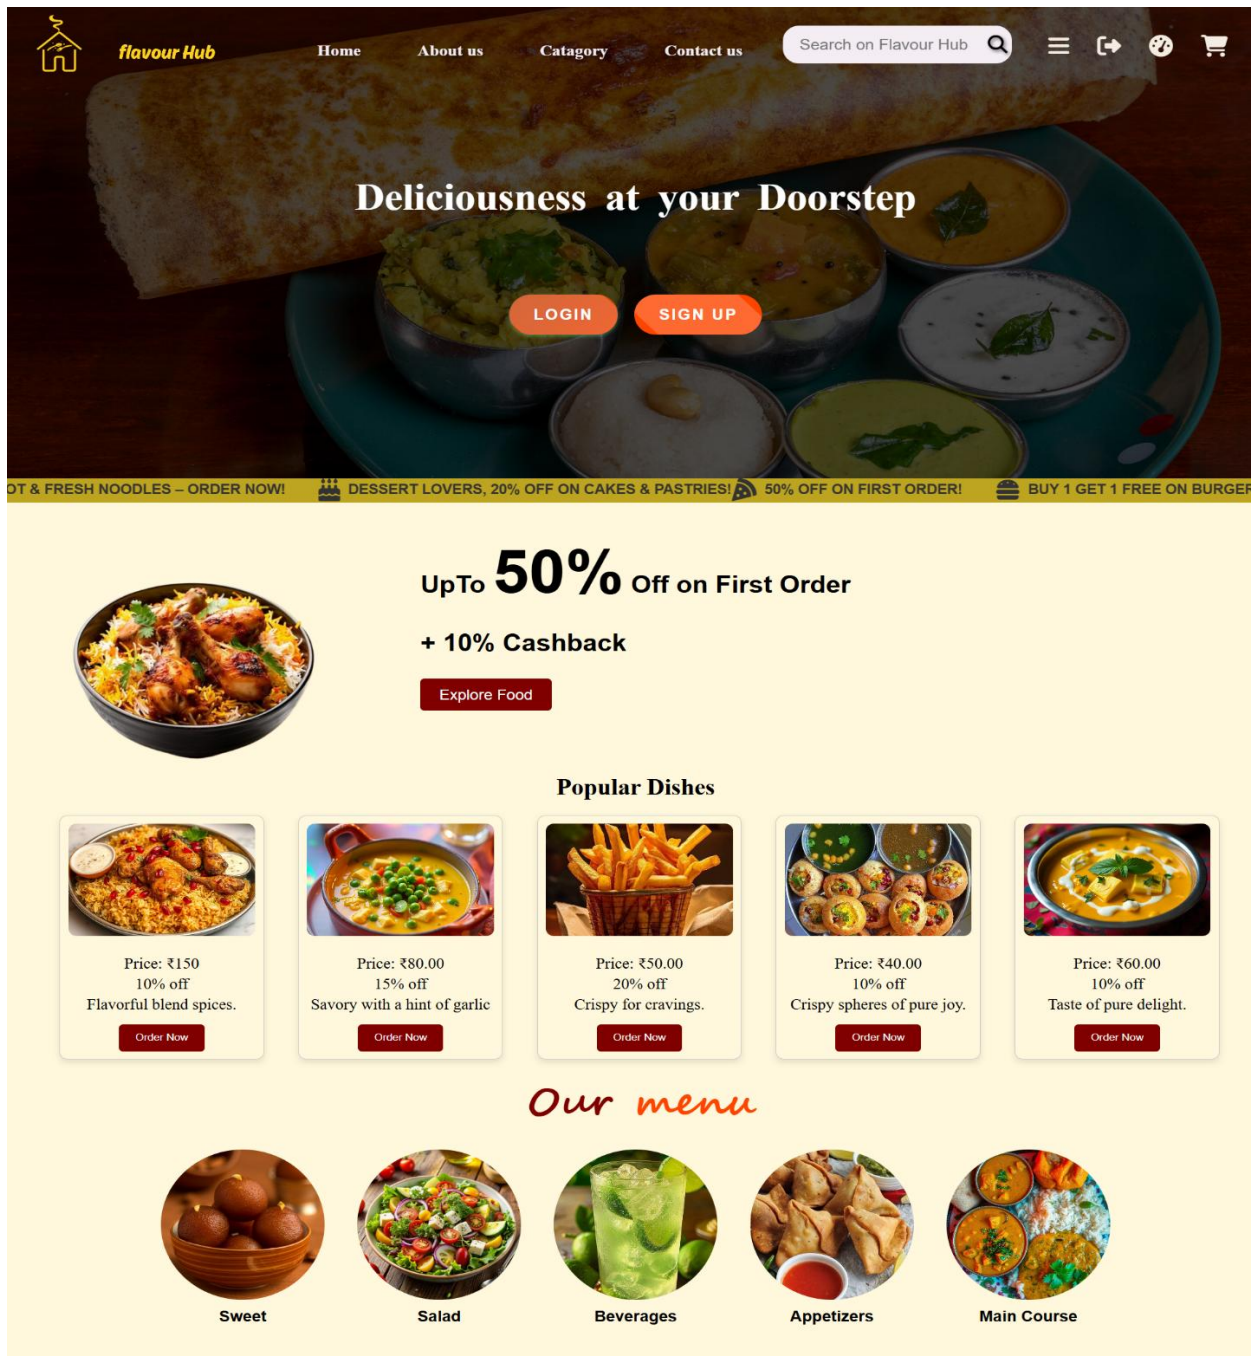 flavour Hub
Home
About us
Catagory
Contact us
Search on Flavour Hub
Deliciousness at your Doorstep
LOGIN
SIGN UP
OT & FRESH NOODLES – ORDER NOW!
DESSERT LOVERS, 20% OFF ON CAKES & PASTRIES!
50% OFF ON FIRST ORDER!
BUY 1 GET 1 FREE ON BURGER
UpTo 50% Off on First Order
+ 10% Cashback
Explore Food
Popular Dishes
Price: ₹150
10% off
Flavorful blend spices.
Order Now
Price: ₹80.00
15% off
Savory with a hint of garlic
Order Now
Price: ₹50.00
20% off
Crispy for cravings.
Order Now
Price: ₹40.00
10% off
Crispy spheres of pure joy.
Order Now
Price: ₹60.00
10% off
Taste of pure delight.
Order Now
Our menu
Sweet
Salad
Beverages
Appetizers
Main Course